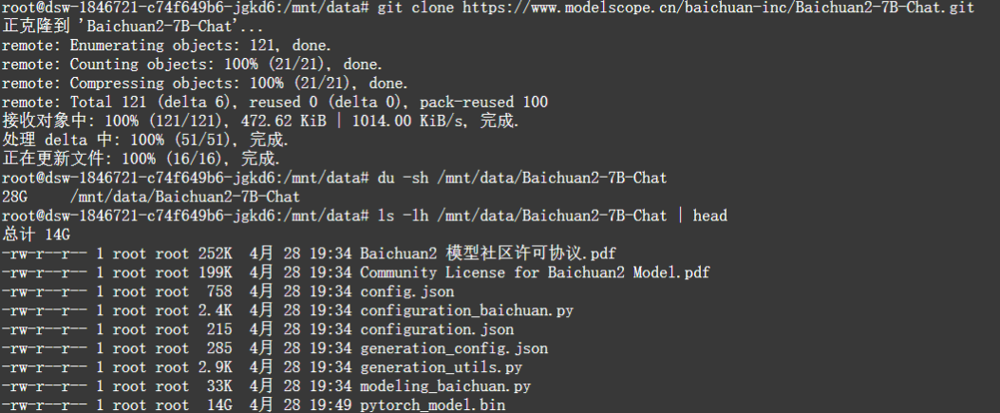 root@dsw-1846721-c74f649b6-jgkd6:/mnt/data# git clone https://www.modelscope.cn/baichuan-inc/Baichuan2-7B-Chat.git
正克隆到 'Baichuan2-7B-Chat'...
remote: Enumerating objects: 121, done.
remote: Counting objects: 100% (21/21), done.
remote: Compressing objects: 100% (21/21), done.
remote: Total 121 (delta 6), reused 0 (delta 0), pack-reused 100
接收对象中: 100% (121/121), 472.62 KiB | 1014.00 KiB/s, 完成.
处理 delta 中: 100% (51/51), 完成.
正在更新文件: 100% (16/16), 完成.
root@dsw-1846721-c74f649b6-jgkd6:/mnt/data# du -sh /mnt/data/Baichuan2-7B-Chat
28G     /mnt/data/Baichuan2-7B-Chat
root@dsw-1846721-c74f649b6-jgkd6:/mnt/data# ls -lh /mnt/data/Baichuan2-7B-Chat | head
总计 14G
-rw-r--r-- 1 root root 252K  4月 28 19:34 Baichuan2 模型社区许可协议.pdf
-rw-r--r-- 1 root root 199K  4月 28 19:34 Community License for Baichuan2 Model.pdf
-rw-r--r-- 1 root root  758  4月 28 19:34 config.json
-rw-r--r-- 1 root root 2.4K  4月 28 19:34 configuration_baichuan.py
-rw-r--r-- 1 root root  215  4月 28 19:34 configuration.json
-rw-r--r-- 1 root root  285  4月 28 19:34 generation_config.json
-rw-r--r-- 1 root root 2.9K  4月 28 19:34 generation_utils.py
-rw-r--r-- 1 root root  33K  4月 28 19:34 modeling_baichuan.py
-rw-r--r-- 1 root root  14G  4月 28 19:49 pytorch_model.bin